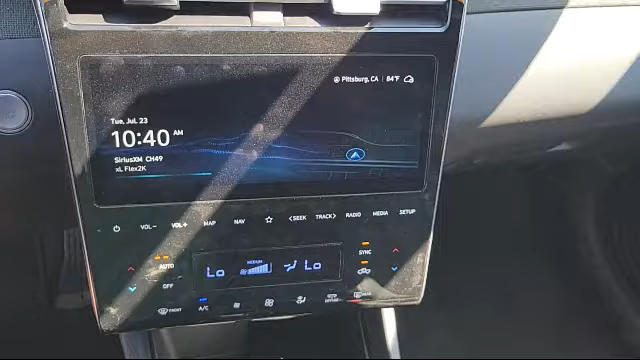 Pittsburg, CA 84°F
Tue, Jul. 23
10:40 AM
SiriusXM CH49
xL Flex2K
VOL− VOL+ MAP NAV ☆ <SEEK TRACK> RADIO MEDIA SETUP
AUTO SYNC
MEDIUM
Lo Lo
OFF
FRONT A/C REAR